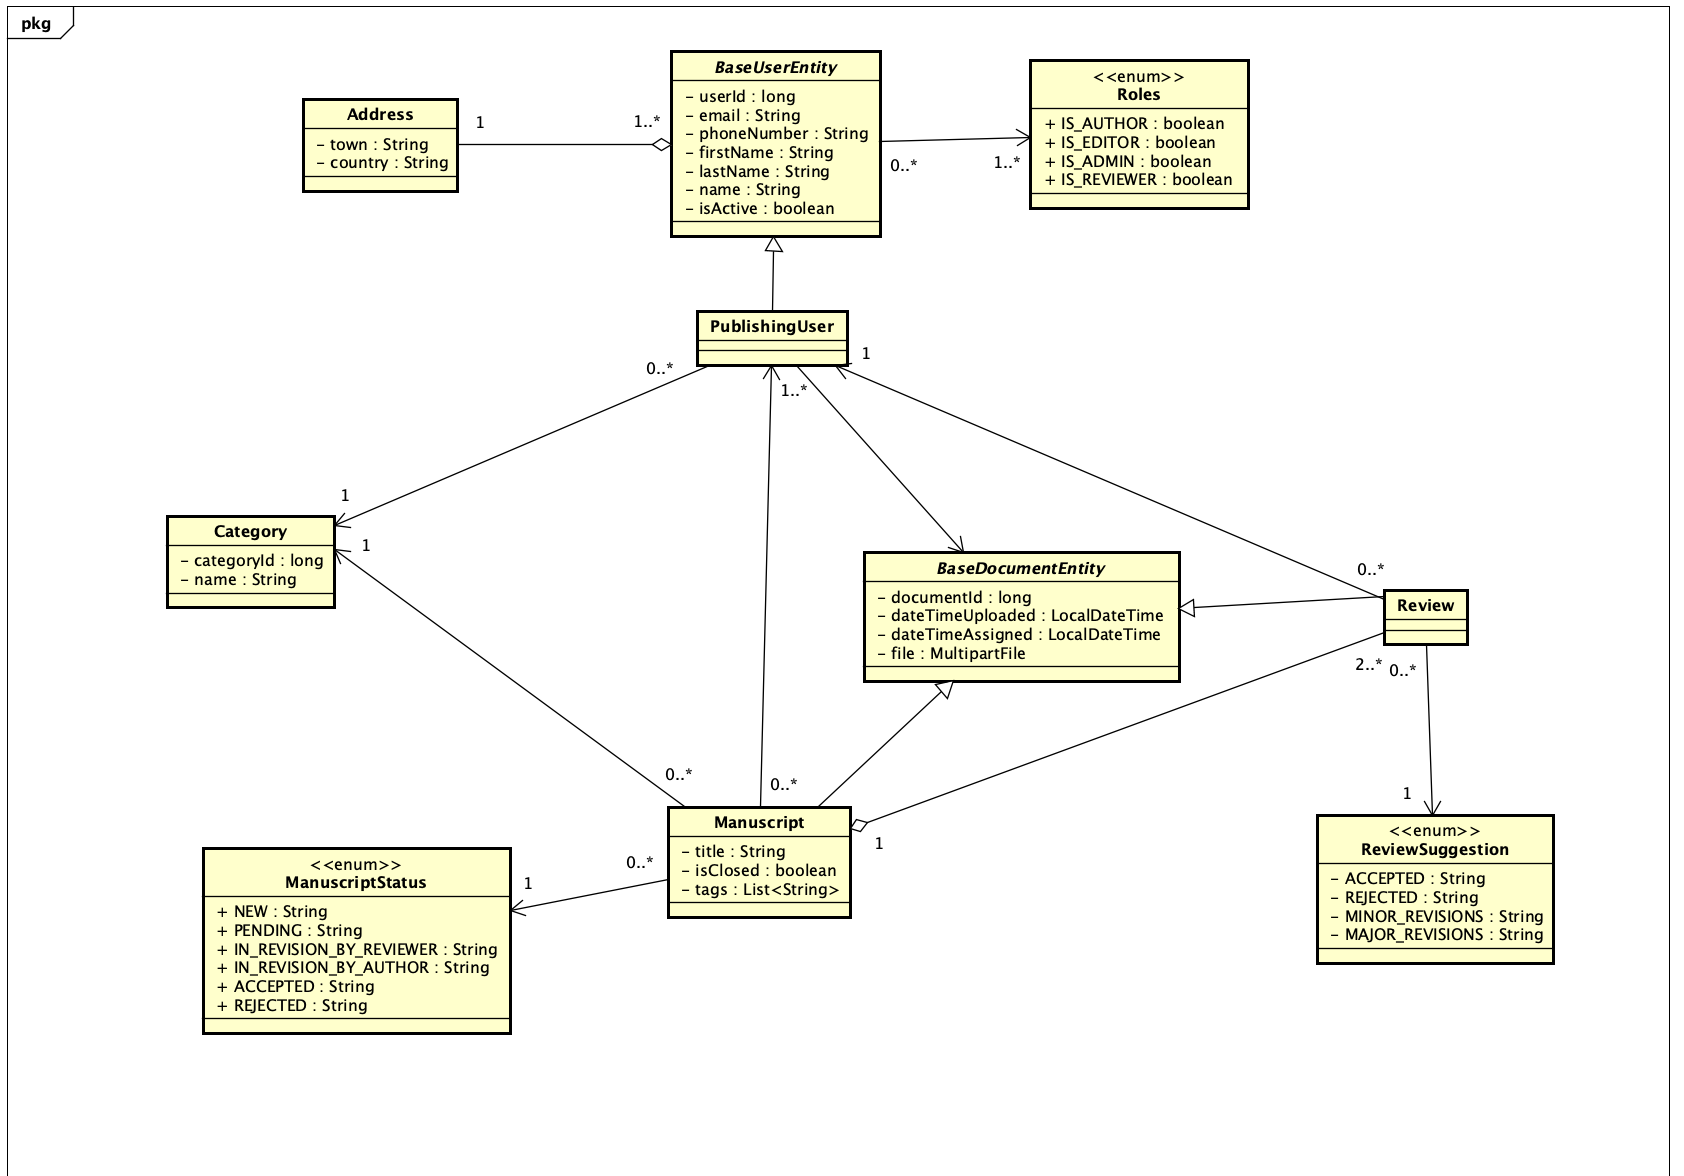 pkg
BaseUserEntity
- userId : long
- email : String
- phoneNumber : String
- firstName : String
- lastName : String
- name : String
- isActive : boolean
<<enum>>
Roles
+ IS_AUTHOR : boolean
+ IS_EDITOR : boolean
+ IS_ADMIN : boolean
+ IS_REVIEWER : boolean
Address
- town : String
- country : String
1
1..*
0..*
1..*
PublishingUser
0..*
1
1..*
1
1
Category
- categoryId : long
- name : String
BaseDocumentEntity
- documentId : long
- dateTimeUploaded : LocalDateTime
- dateTimeAssigned : LocalDateTime
- file : MultipartFile
0..*
Review
2..*
0..*
0..*
0..*
Manuscript
- title : String
- isClosed : boolean
- tags : List<String>
1
0..*
1
<<enum>>
ManuscriptStatus
+ NEW : String
+ PENDING : String
+ IN_REVISION_BY_REVIEWER : String
+ IN_REVISION_BY_AUTHOR : String
+ ACCEPTED : String
+ REJECTED : String
1
<<enum>>
ReviewSuggestion
- ACCEPTED : String
- REJECTED : String
- MINOR_REVISIONS : String
- MAJOR_REVISIONS : String